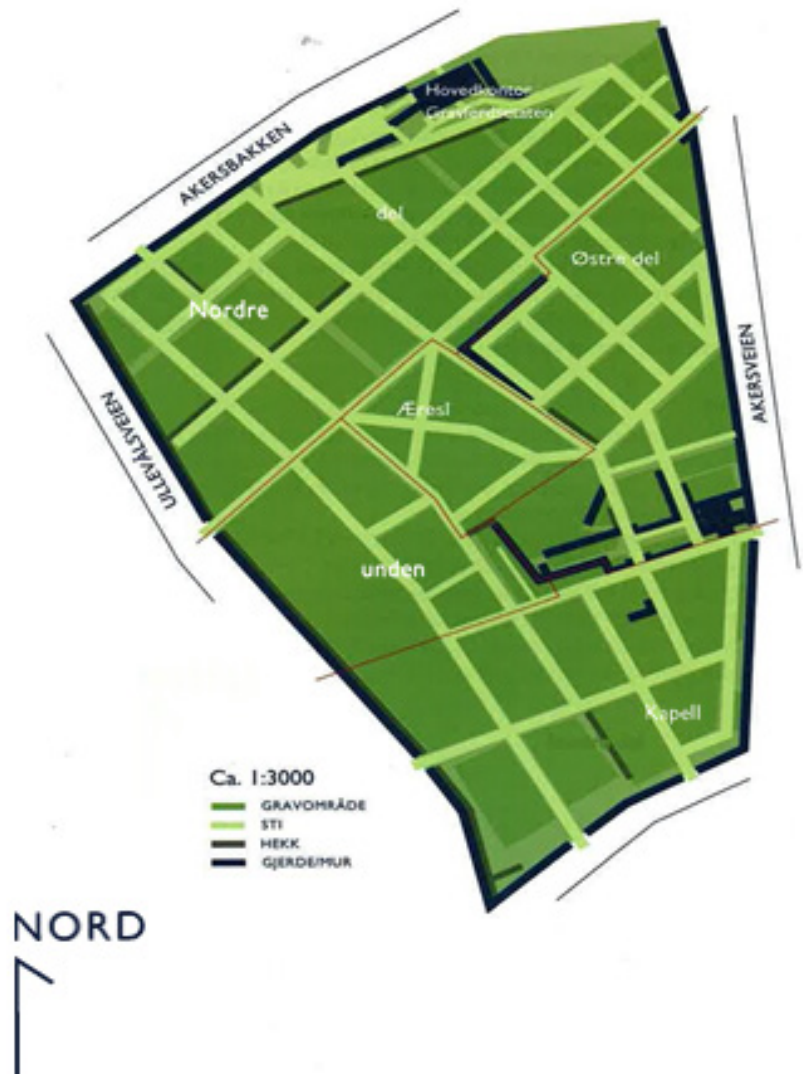 AKERSBAKKEN
Hovedkontor
Gravferdsetaten
del
Østre del
Nordre
ULLEVÅLSVEIEN
AKERSVEIEN
Æresl
unden
Kapell
Ca. 1:3000
GRAVOMRÅDE
STI
HEKK
GJERDE/MUR
NORD